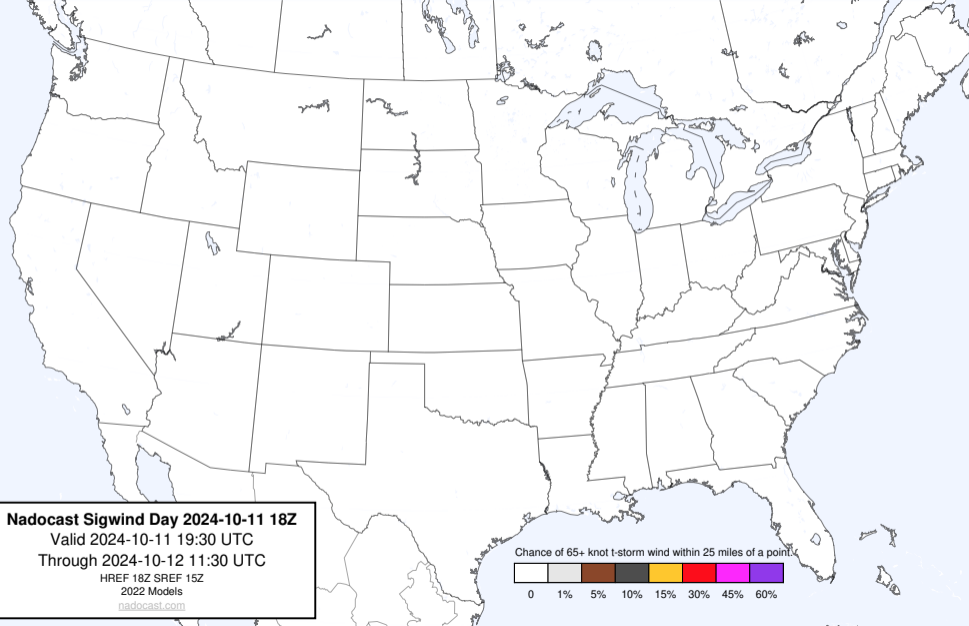 Nadocast Sigwind Day 2024-10-11 18Z
Valid 2024-10-11 19:30 UTC
Through 2024-10-12 11:30 UTC
HREF 18Z SREF 15Z
2022 Models
nadocast.com
Chance of 65+ knot t-storm wind within 25 miles of a point.
0 1% 5% 10% 15% 30% 45% 60%